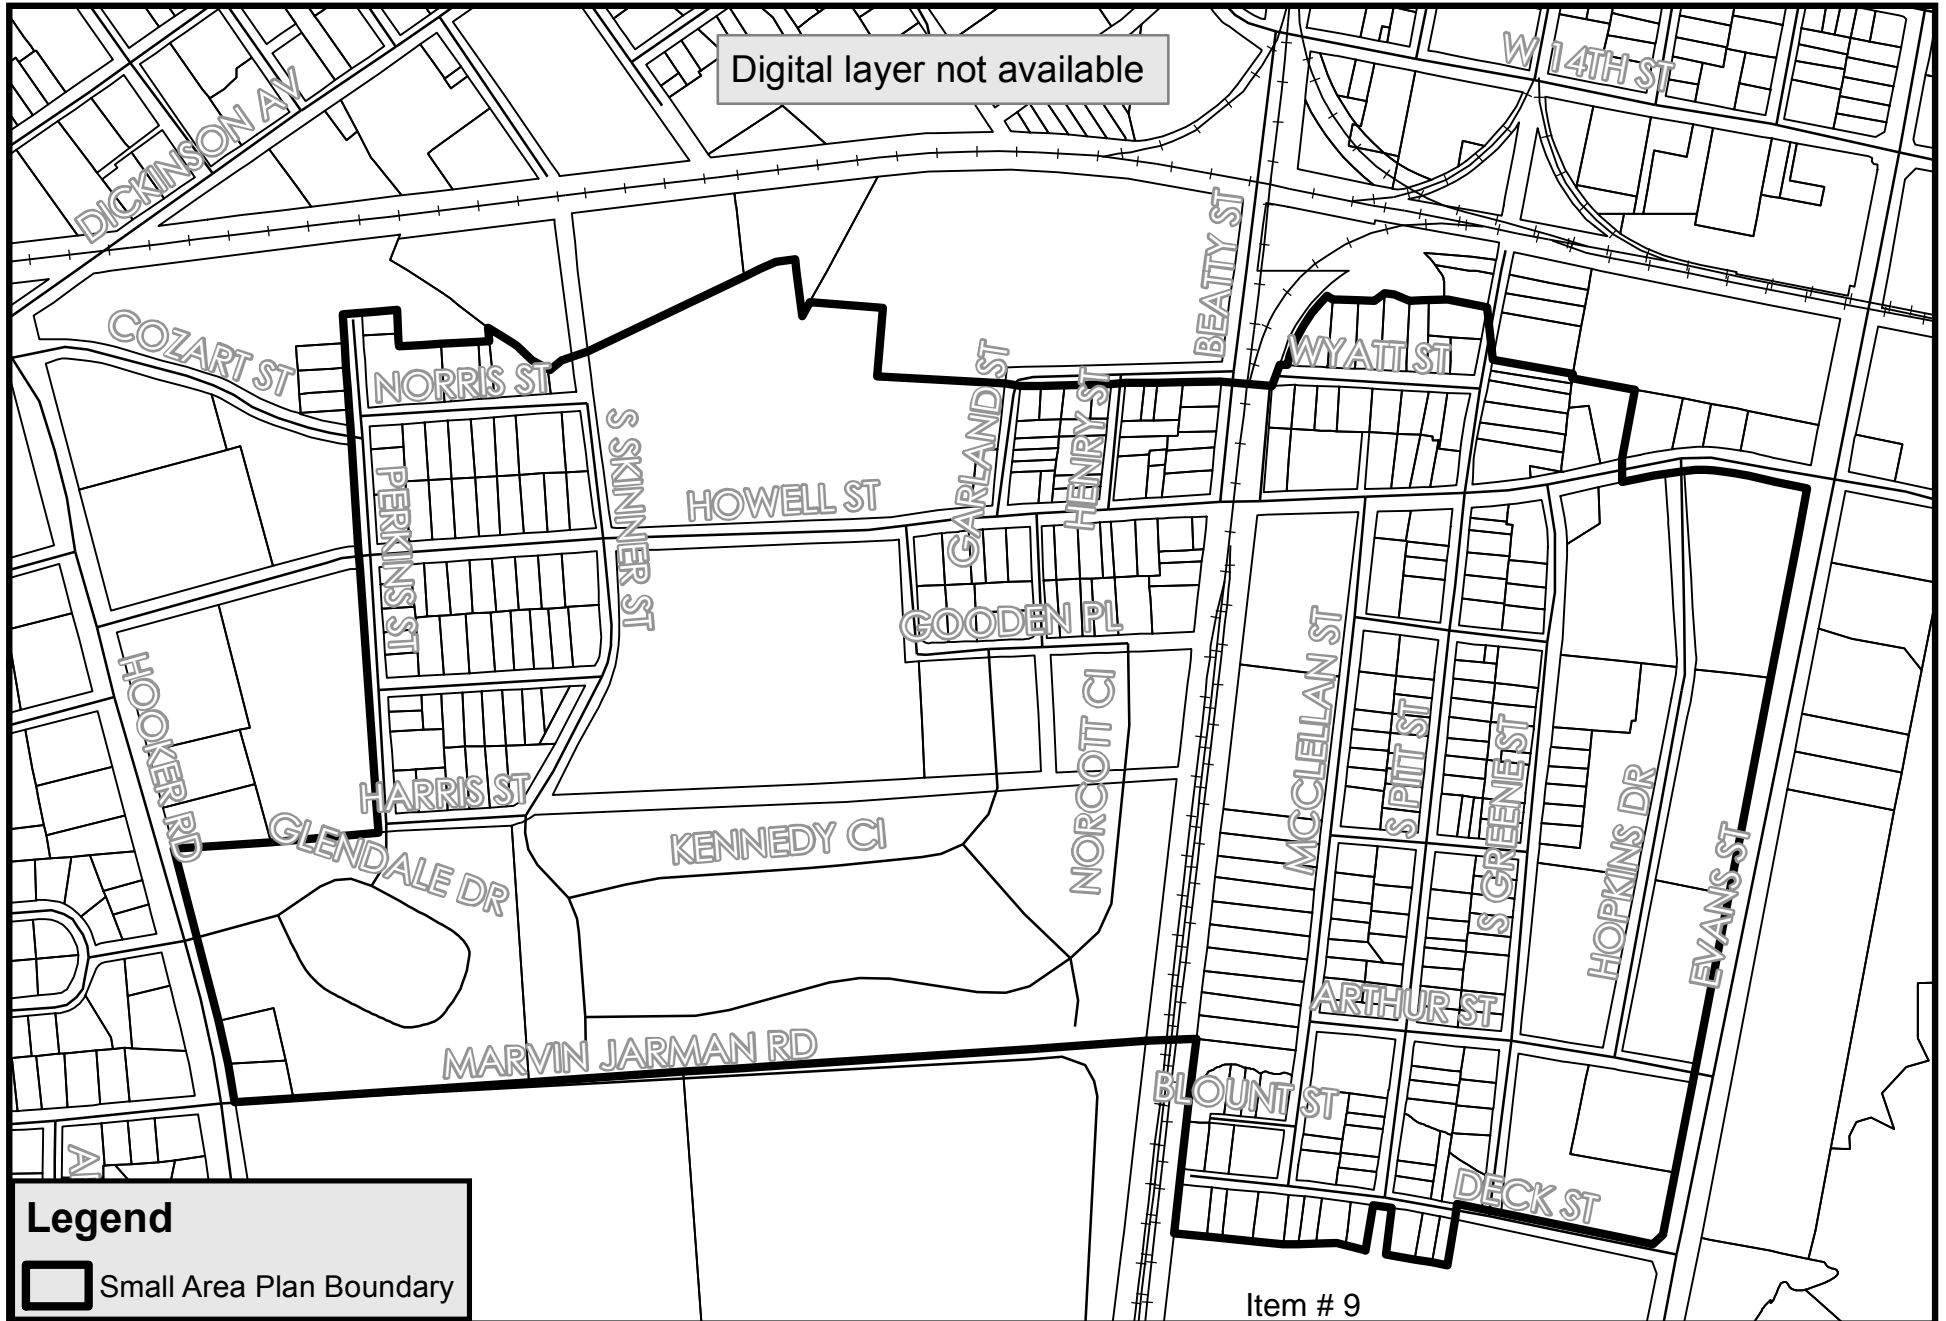 Digital layer not available
W 14TH ST
DICKINSON AV
BEATTY ST
COZART ST
NORRIS ST
WYATT ST
GARLAND ST
HENRY ST
S SKINNER ST
PERKINS ST
HOWELL ST
GOODEN PL
HOOKER RD
MCCLELLAN ST
S PITT ST
S GREENE ST
NORCOTT CI
HOPKINS DR
EVANS ST
HARRIS ST
GLENDALE DR
KENNEDY CI
ARTHUR ST
MARVIN JARMAN RD
BLOUNT ST
DECK ST
Legend
Small Area Plan Boundary
Item # 9